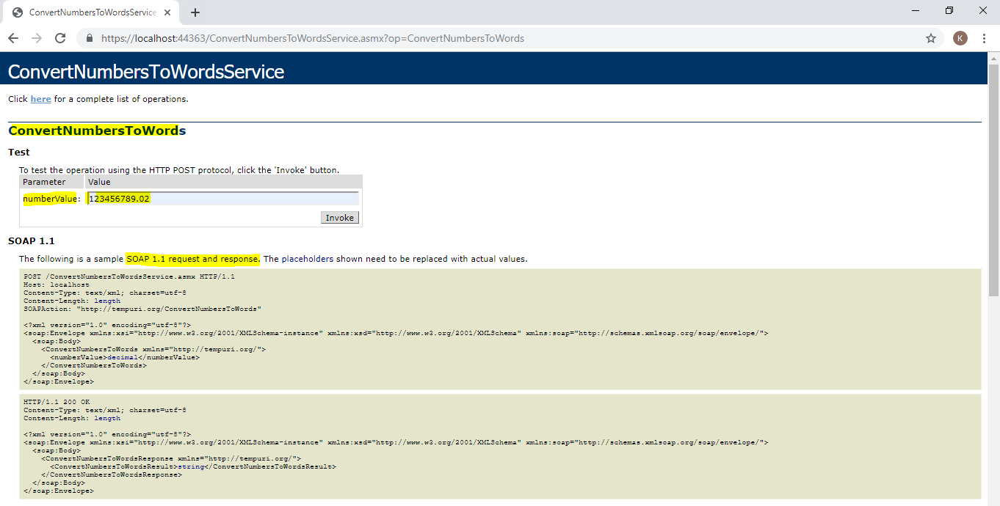 ConvertNumbersToWordsService
https://localhost:44363/ConvertNumbersToWordsService.asmx?op=ConvertNumbersToWords
K
ConvertNumbersToWordsService
Click here for a complete list of operations.
ConvertNumbersToWords
Test
To test the operation using the HTTP POST protocol, click the 'Invoke' button.
Parameter Value
numberValue: 123456789.02
Invoke
SOAP 1.1
The following is a sample SOAP 1.1 request and response. The placeholders shown need to be replaced with actual values.
POST /ConvertNumbersToWordsService.asmx HTTP/1.1
Host: localhost
Content-Type: text/xml; charset=utf-8
Content-Length: length
SOAPAction: "http://tempuri.org/ConvertNumbersToWords"
<?xml version="1.0" encoding="utf-8"?>
<soap:Envelope xmlns:xsi="http://www.w3.org/2001/XMLSchema-instance" xmlns:xsd="http://www.w3.org/2001/XMLSchema" xmlns:soap="http://schemas.xmlsoap.org/soap/envelope/">
<soap:Body>
<ConvertNumbersToWords xmlns="http://tempuri.org/">
<numberValue>decimal</numberValue>
</ConvertNumbersToWords>
</soap:Body>
</soap:Envelope>
HTTP/1.1 200 OK
Content-Type: text/xml; charset=utf-8
Content-Length: length
<?xml version="1.0" encoding="utf-8"?>
<soap:Envelope xmlns:xsi="http://www.w3.org/2001/XMLSchema-instance" xmlns:xsd="http://www.w3.org/2001/XMLSchema" xmlns:soap="http://schemas.xmlsoap.org/soap/envelope/">
<soap:Body>
<ConvertNumbersToWordsResponse xmlns="http://tempuri.org/">
<ConvertNumbersToWordsResult>string</ConvertNumbersToWordsResult>
</ConvertNumbersToWordsResponse>
</soap:Body>
</soap:Envelope>